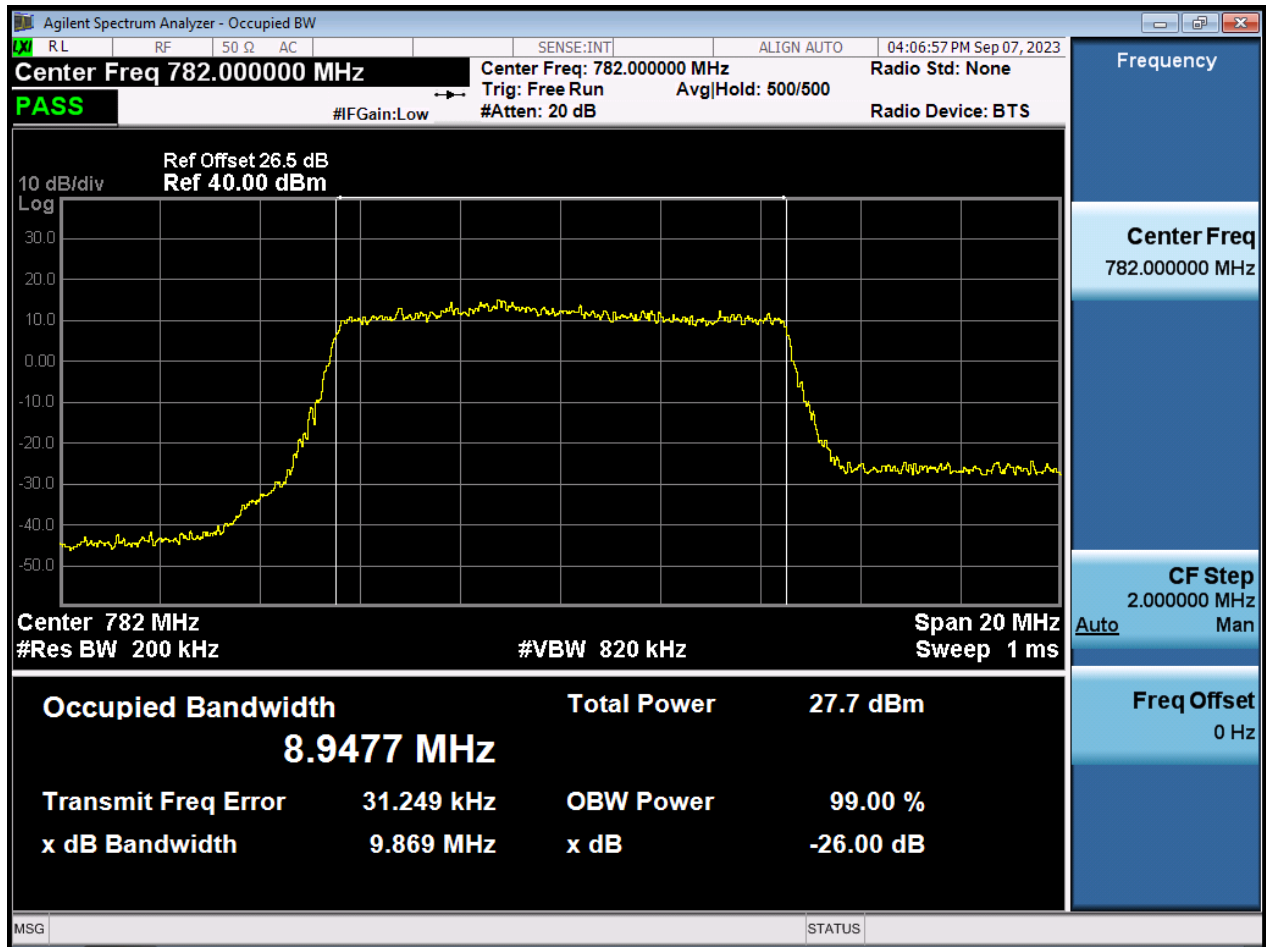 Agilent Spectrum Analyzer - Occupied BW
LXI RL RF 50 Ω AC SENSE:INT ALIGN AUTO 04:06:57 PM Sep 07, 2023
Center Freq 782.000000 MHz
Center Freq: 782.000000 MHz Radio Std: None
Trig: Free Run Avg|Hold: 500/500
PASS
#IFGain:Low #Atten: 20 dB Radio Device: BTS
Ref Offset 26.5 dB
10 dB/div Ref 40.00 dBm
Log
30.0
20.0
10.0
0.00
-10.0
-20.0
-30.0
-40.0
-50.0
Center 782 MHz Span 20 MHz
#Res BW 200 kHz #VBW 820 kHz Sweep 1 ms
Occupied Bandwidth Total Power 27.7 dBm
8.9477 MHz
Transmit Freq Error 31.249 kHz OBW Power 99.00 %
x dB Bandwidth 9.869 MHz x dB -26.00 dB
MSG STATUS
Frequency
Center Freq
782.000000 MHz
CF Step
2.000000 MHz
Auto Man
Freq Offset
0 Hz